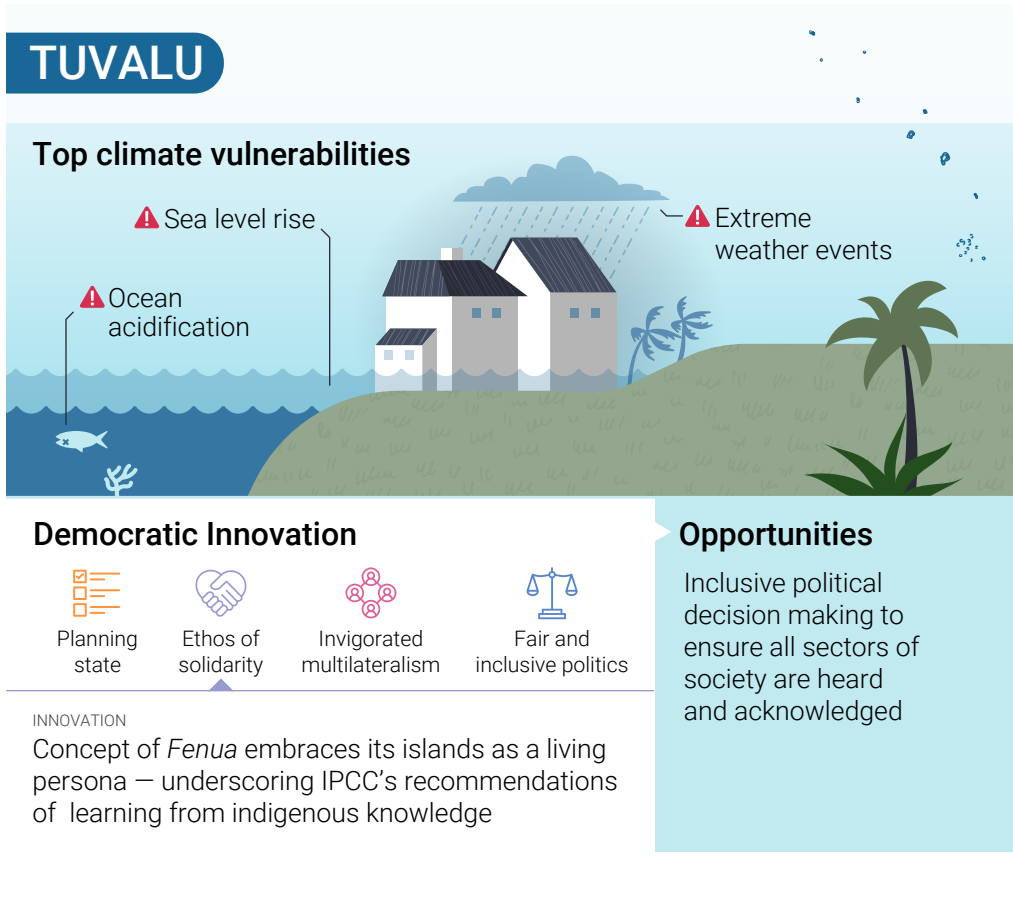 TUVALU
Top climate vulnerabilities
Sea level rise
Extreme
weather events
Ocean
acidification
Democratic Innovation
Planning
state
Ethos of
solidarity
Invigorated
multilateralism
Fair and
inclusive politics
INNOVATION
Concept of Fenua embraces its islands as a living
persona — underscoring IPCC's recommendations
of learning from indigenous knowledge
Opportunities
Inclusive political
decision making to
ensure all sectors of
society are heard
and acknowledged